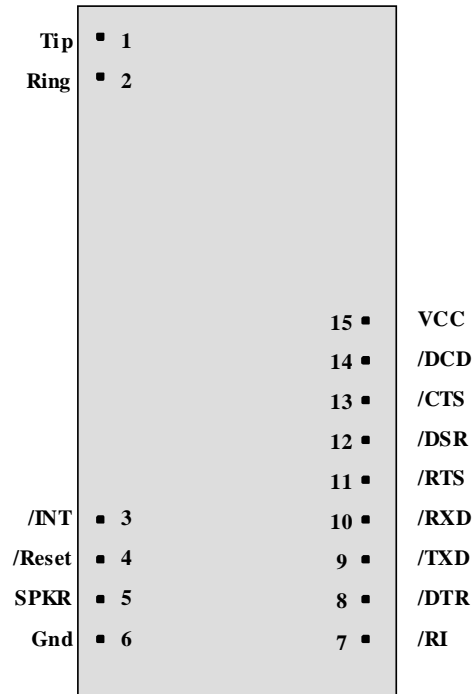 Tip 1
Ring 2
15 VCC
14 /DCD
13 /CTS
12 /DSR
11 /RTS
/INT 3 10 /RXD
/Reset 4 9 /TXD
SPKR 5 8 /DTR
Gnd 6 7 /RI